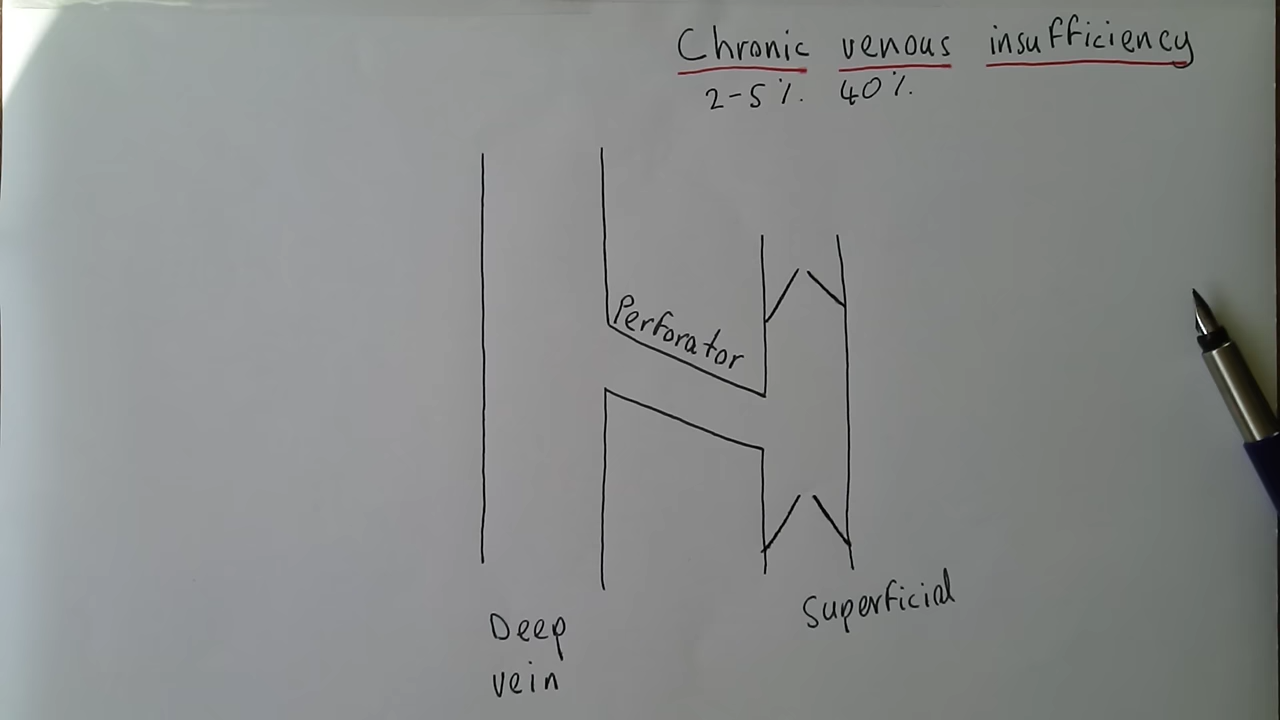 Chronic venous insufficiency
2-5%. 40%.
Perforator
Superficial
Deep
vein